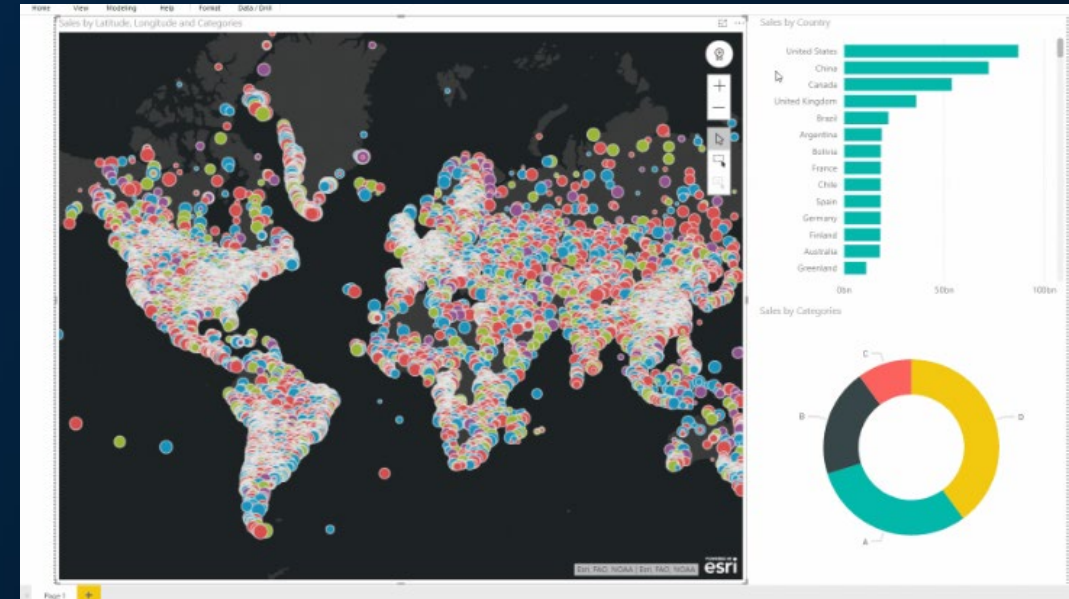 Home View Modeling Help Format Data / Drill
Sales by Latitude, Longitude and Categories
Esri, FAO, NOAA | Esri, FAO, NOAA
POWERED BY
esri
Sales by Country
United States
China
Canada
United Kingdom
Brazil
Argentina
Bolivia
France
Chile
Spain
Germany
Finland
Australia
Greenland
0bn 50bn 100bn
Sales by Categories
C
B
D
A
Page 1